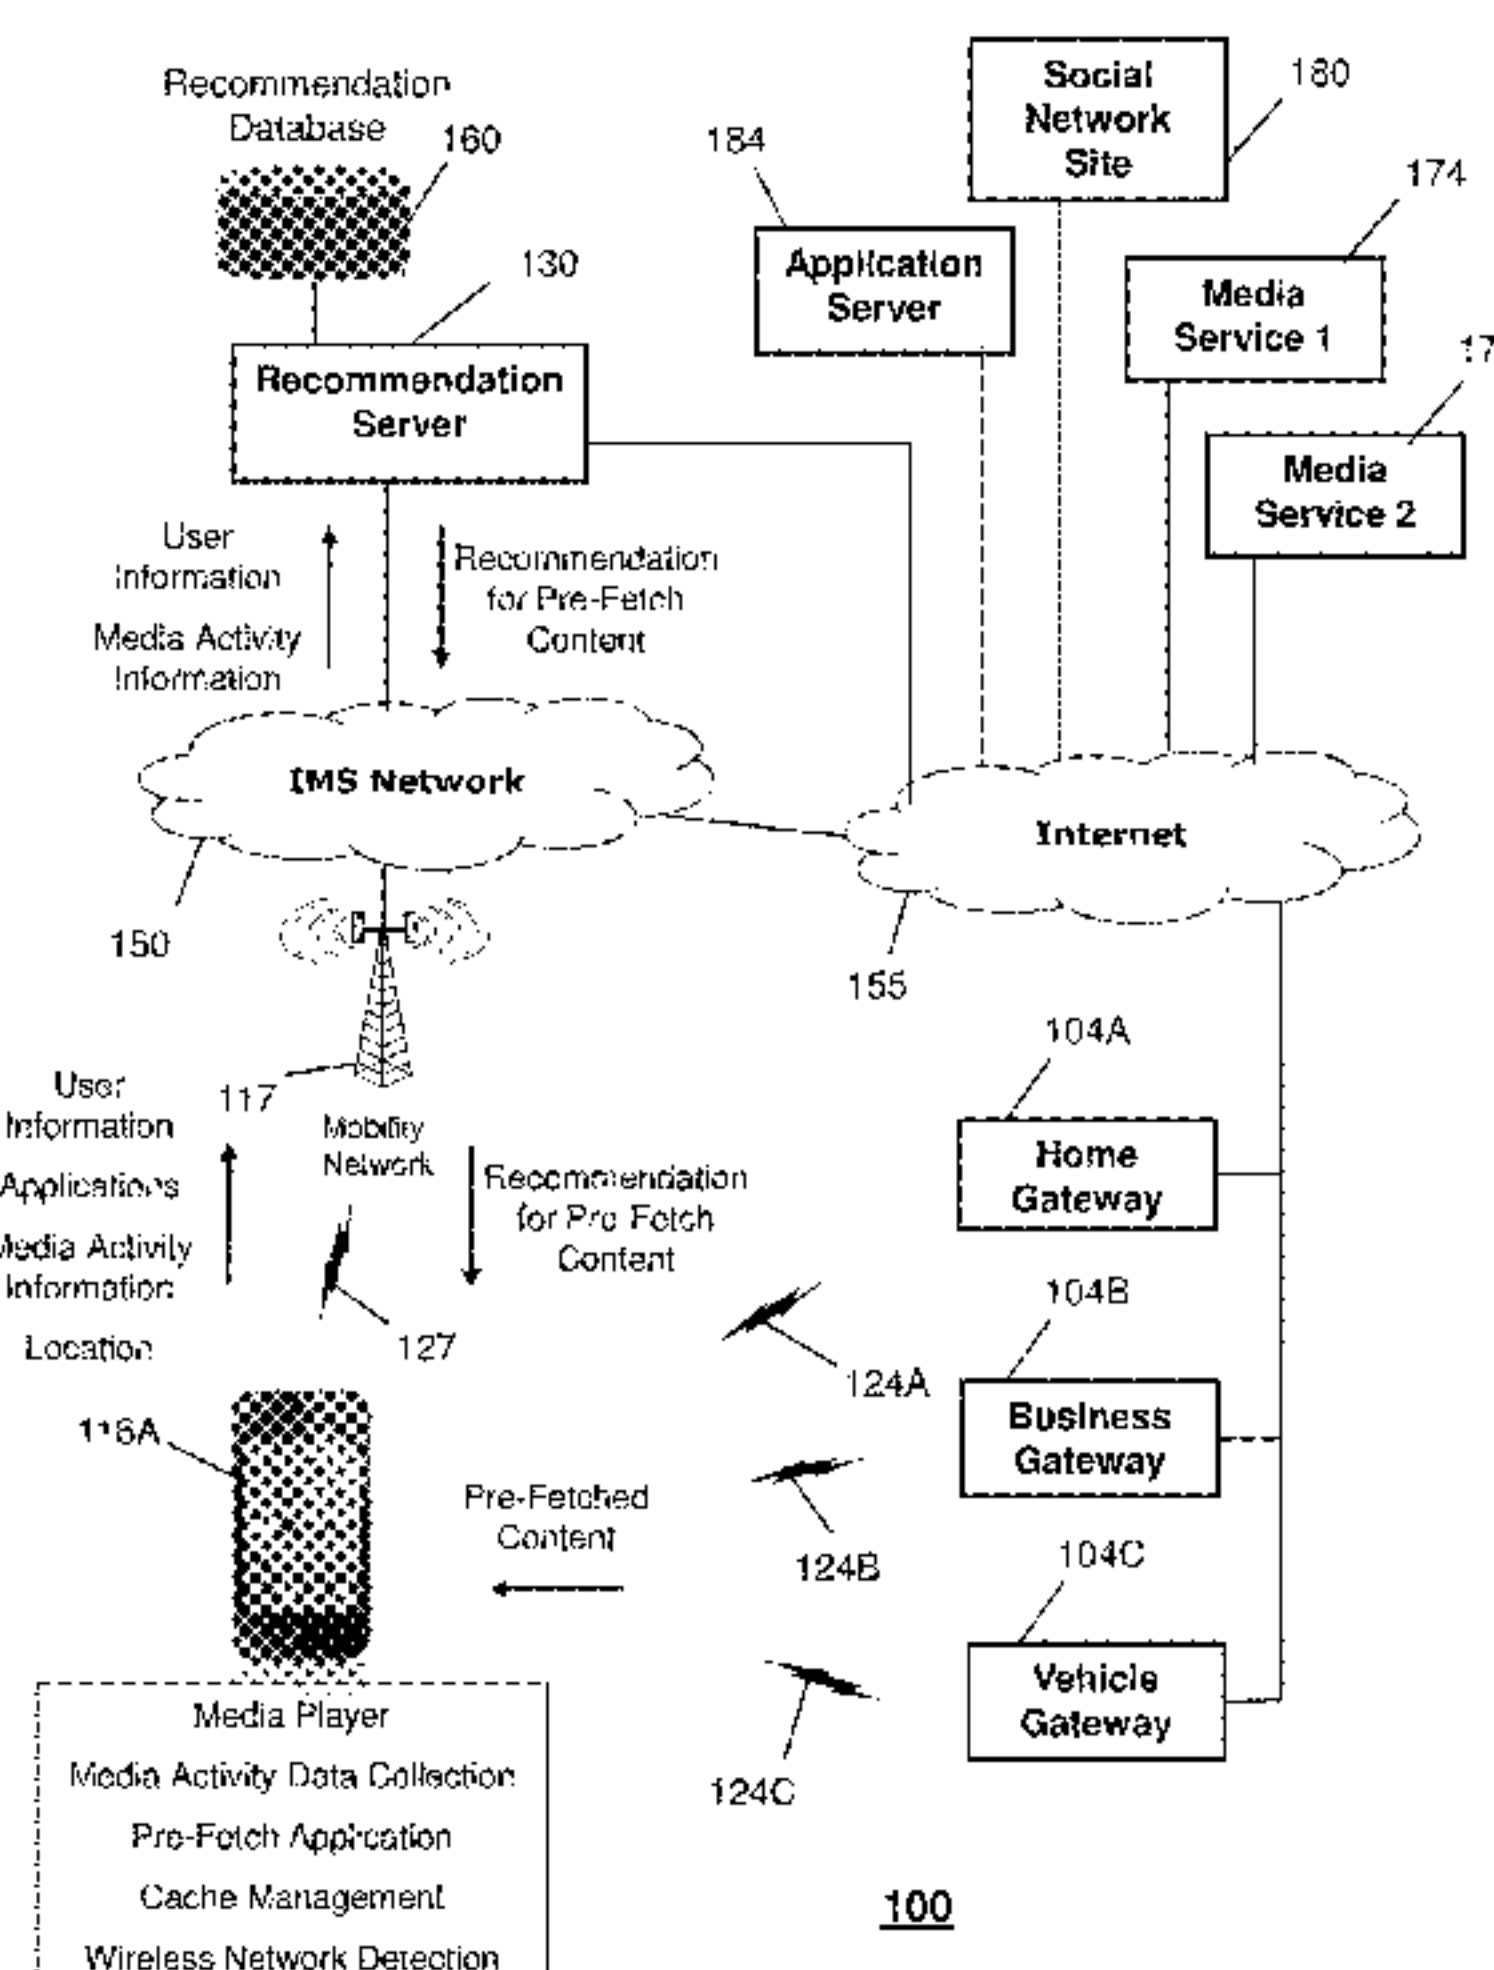 Recommendation
Database
160
130
Recommendation
Server
184
Application
Server
Social
Network
Site
180
174
Media
Service 1
17
Media
Service 2
User
Information
Media Activity
Information
Recommendation
for Pre-Fetch
Content
IMS Network
150
Internet
155
117
Mobility
Network
User
Information
Applications
Media Activity
Information
Location
Recommendation
for Pre-Fetch
Content
127
104A
Home
Gateway
124A
104B
Business
Gateway
124B
104C
Vehicle
Gateway
124C
116A
Pre-Fetched
Content
Media Player
Media Activity Data Collection
Pre-Fetch Application
Cache Management
Wireless Network Detection
100